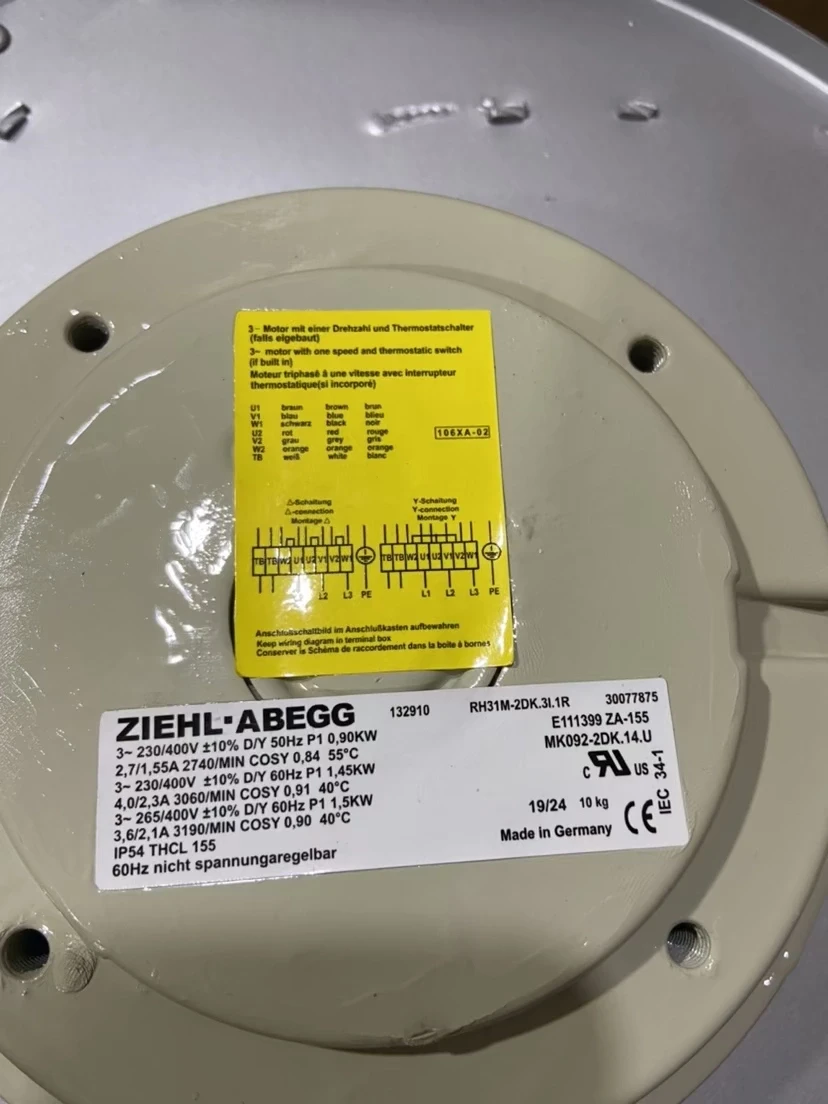 3~ Motor mit einer Drehzahl und Thermostatschalter
(falls eigebaut)
3~ motor with one speed and thermostatic switch
(if built in)
Moteur triphasé à une vitesse avec interrupteur
thermostatique(si incorporé)
U1 braun brown brun
V1 blau blue blieu
W1 schwarz black noir
U2 rot red rouge
V2 grau grey gris
W2 orange orange orange
TB weiß white blanc
106XA-02
△-Schaltung
△-connection
Montage △
Y-Schaltung
Y-connection
Montage Y
TB TB W2 U1 U2 V1 V2 W1
L2 L3 PE
TB TB W2 U1 U2 V1 V2 W1
L1 L2 L3 PE
Anschlußschaltbild im Anschlußkasten aufbewahren
Keep wiring diagram in terminal box
Conserver is Schèma de raccordement dans la boite à bornes
ZIEHL-ABEGG 132910 RH31M-2DK.3I.1R 30077875
3~ 230/400V ±10% D/Y 50Hz P1 0,90KW
2,7/1,55A 2740/MIN COSY 0,84 55°C
3~ 230/400V ±10% D/Y 60Hz P1 1,45KW
4,0/2,3A 3060/MIN COSY 0,91 40°C
3~ 265/400V ±10% D/Y 60Hz P1 1,5KW
3,6/2,1A 3190/MIN COSY 0,90 40°C
IP54 THCL 155
60Hz nicht spannungaregelbar
E111399 ZA-155
MK092-2DK.14.U
C RU US
19/24 10 kg
Made in Germany CE
IEC 34-1